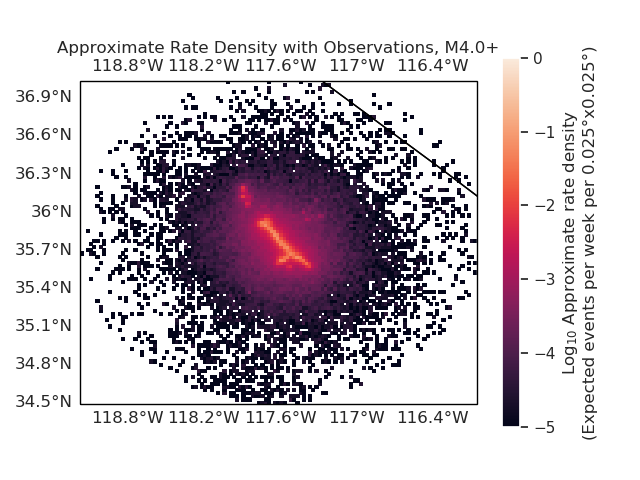 Approximate Rate Density with Observations, M4.0+
118.8°W 118.2°W 117.6°W 117°W 116.4°W
36.9°N
36.6°N
36.3°N
36°N
35.7°N
35.4°N
35.1°N
34.8°N
34.5°N
118.8°W 118.2°W 117.6°W 117°W 116.4°W
0
−1
−2
−3
−4
−5
Log₁₀ Approximate rate density
(Expected events per week per 0.025°x0.025°)